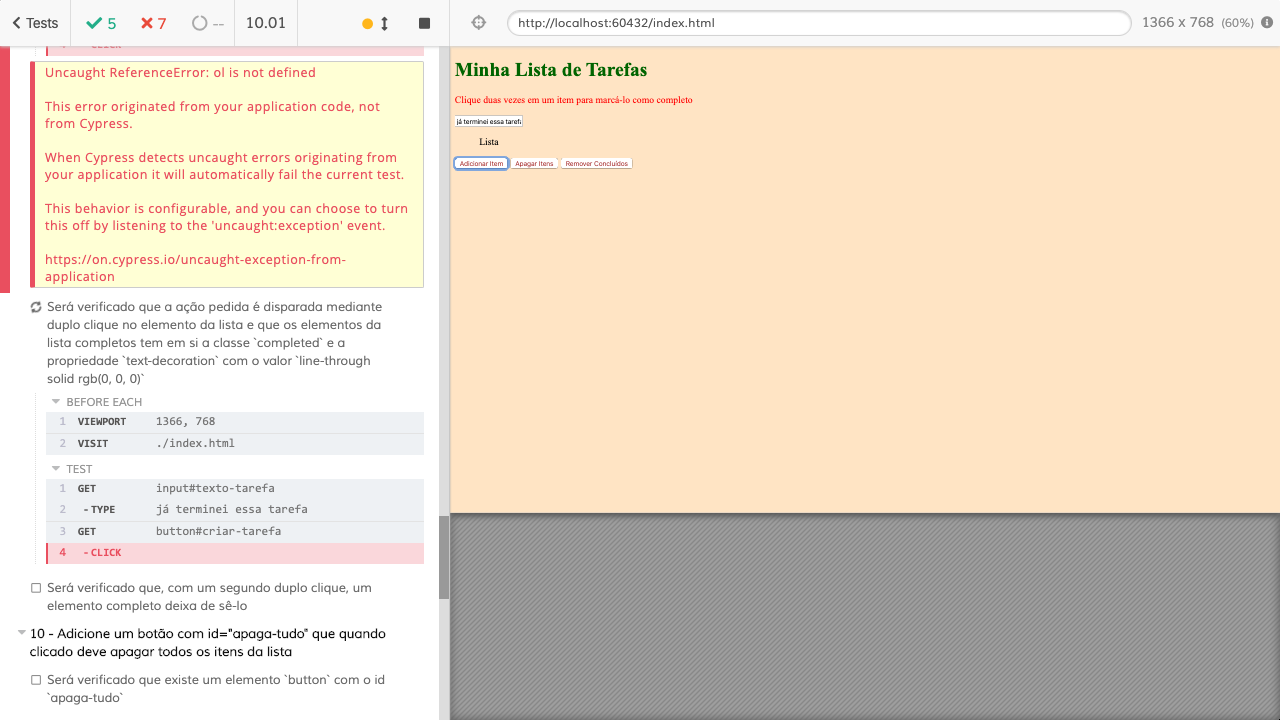 Tests
5
7
--
10.01
http://localhost:60432/index.html
1366 x 768 (60%)
4 - CLICK
Uncaught ReferenceError: ol is not defined
This error originated from your application code, not
from Cypress.
When Cypress detects uncaught errors originating from
your application it will automatically fail the current test.
This behavior is configurable, and you can choose to turn
this off by listening to the 'uncaught:exception' event.
https://on.cypress.io/uncaught-exception-from-
application
Será verificado que a ação pedida é disparada mediante
duplo clique no elemento da lista e que os elementos da
lista completos tem em si a classe `completed` e a
propriedade `text-decoration` com o valor `line-through
solid rgb(0, 0, 0)`
BEFORE EACH
1 VIEWPORT 1366, 768
2 VISIT ./index.html
TEST
1 GET input#texto-tarefa
2 - TYPE já terminei essa tarefa
3 GET button#criar-tarefa
4 - CLICK
Será verificado que, com um segundo duplo clique, um
elemento completo deixa de sê-lo
10 - Adicione um botão com id="apaga-tudo" que quando
clicado deve apagar todos os itens da lista
Será verificado que existe um elemento `button` com o id
`apaga-tudo`
Minha Lista de Tarefas
Clique duas vezes em um item para marcá-lo como completo
já terminei essa tarefa
Lista
Adicionar Item Apagar Itens Remover Concluídos